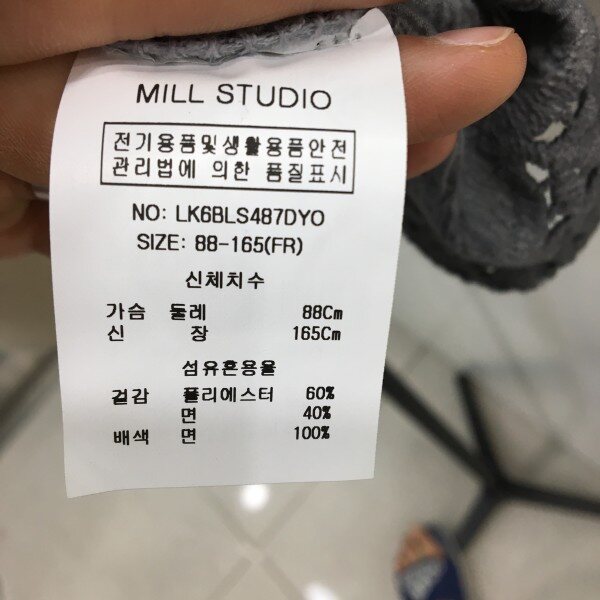 MILL STUDIO
전기용품및생활용품안전
관리법에 의한 품질표시
NO: LK6BLS487DYO
SIZE: 88-165(FR)
신체치수
가슴 둘레 88Cm
신 장 165Cm
섬유혼용율
겉감 폴리에스터 60%
면 40%
배색 면 100%